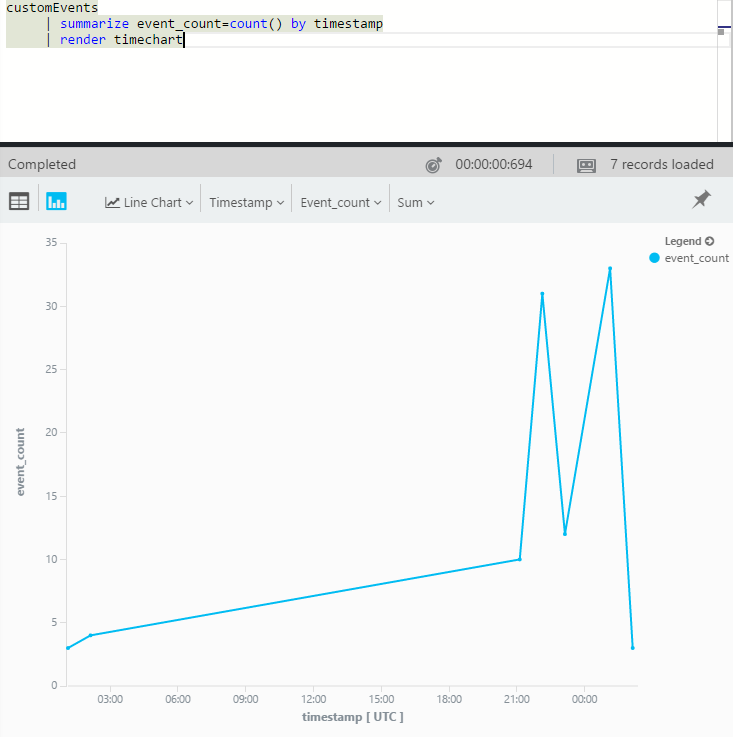 customEvents
| summarize event_count=count() by timestamp
| render timechart
Completed 00:00:00:694 7 records loaded
Line Chart Timestamp Event_count Sum
Legend
event_count
35
30
25
20
15
10
5
0
event_count
03:00 06:00 09:00 12:00 15:00 18:00 21:00 00:00
timestamp [ UTC ]